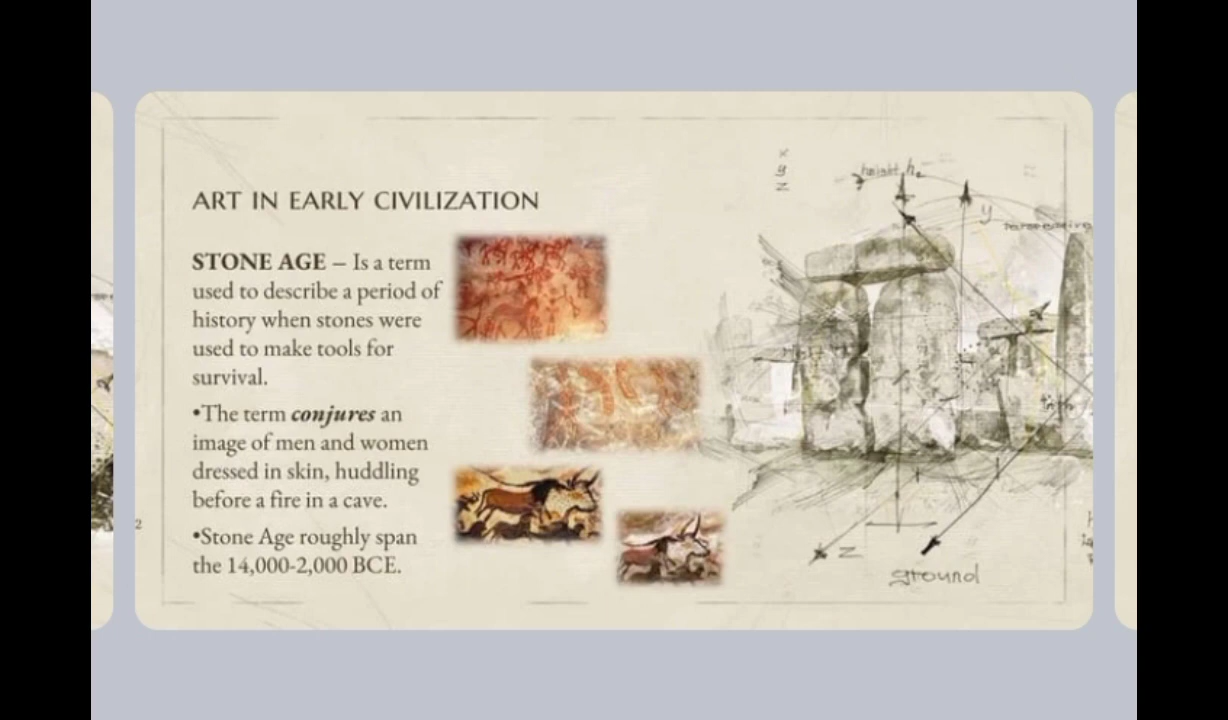 ART IN EARLY CIVILIZATION
STONE AGE – Is a term
used to describe a period of
history when stones were
used to make tools for
survival.
•The term conjures an
image of men and women
dressed in skin, huddling
before a fire in a cave.
•Stone Age roughly span
the 14,000-2,000 BCE.
2
x
y
z
height h
y
z
ground